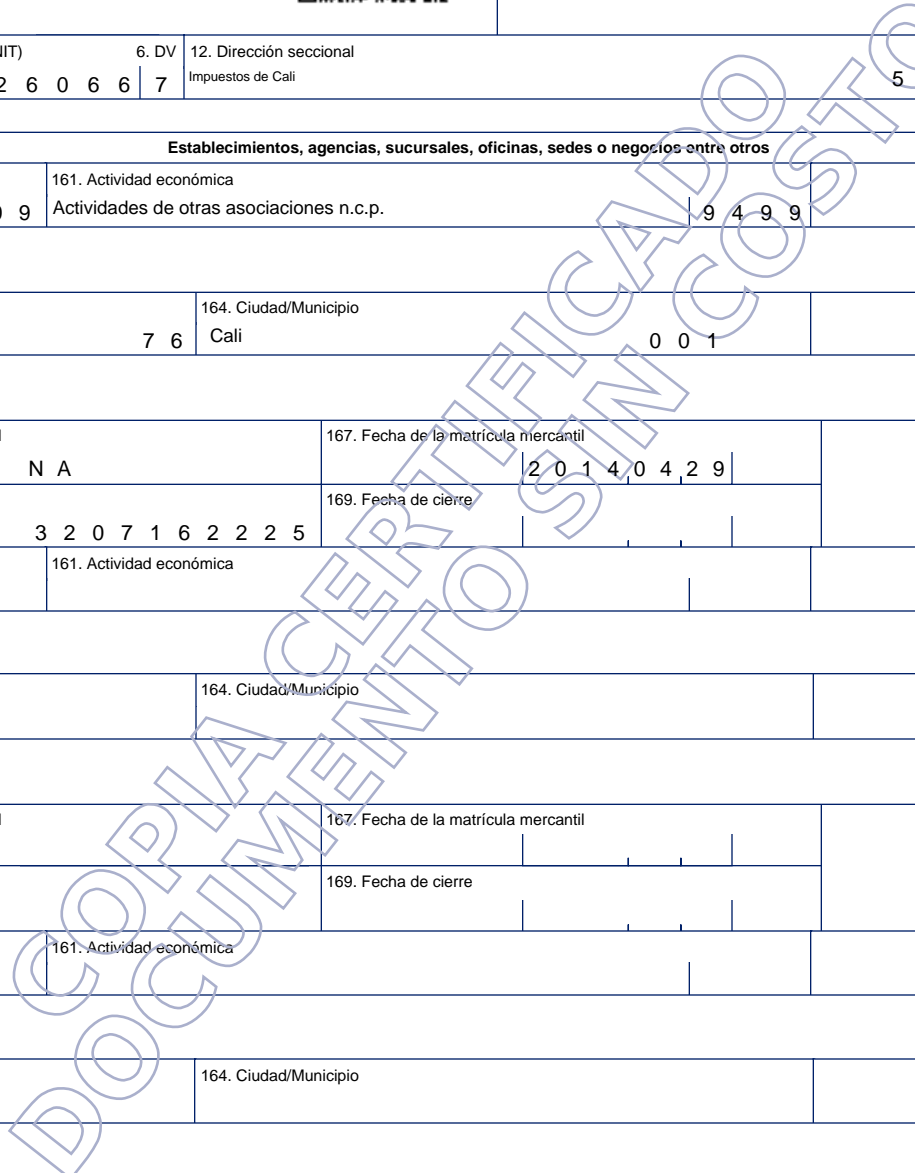 6. DV 12. Dirección seccional
6 0 6 6 7 Impuestos de Cali 5
Establecimientos, agencias, sucursales, oficinas, sedes o negocios entre otros
161. Actividad económica
9 Actividades de otras asociaciones n.c.p. 9 4 9 9
164. Ciudad/Municipio
7 6 Cali 0 0 1
167. Fecha de la matrícula mercantil
N A 2 0 1 4 0 4 2 9
169. Fecha de cierre
3 2 0 7 1 6 2 2 2 5
161. Actividad económica
164. Ciudad/Municipio
167. Fecha de la matrícula mercantil
169. Fecha de cierre
161. Actividad económica
164. Ciudad/Municipio
COPIA CERTIFICADO
DOCUMENTO SIN COSTO